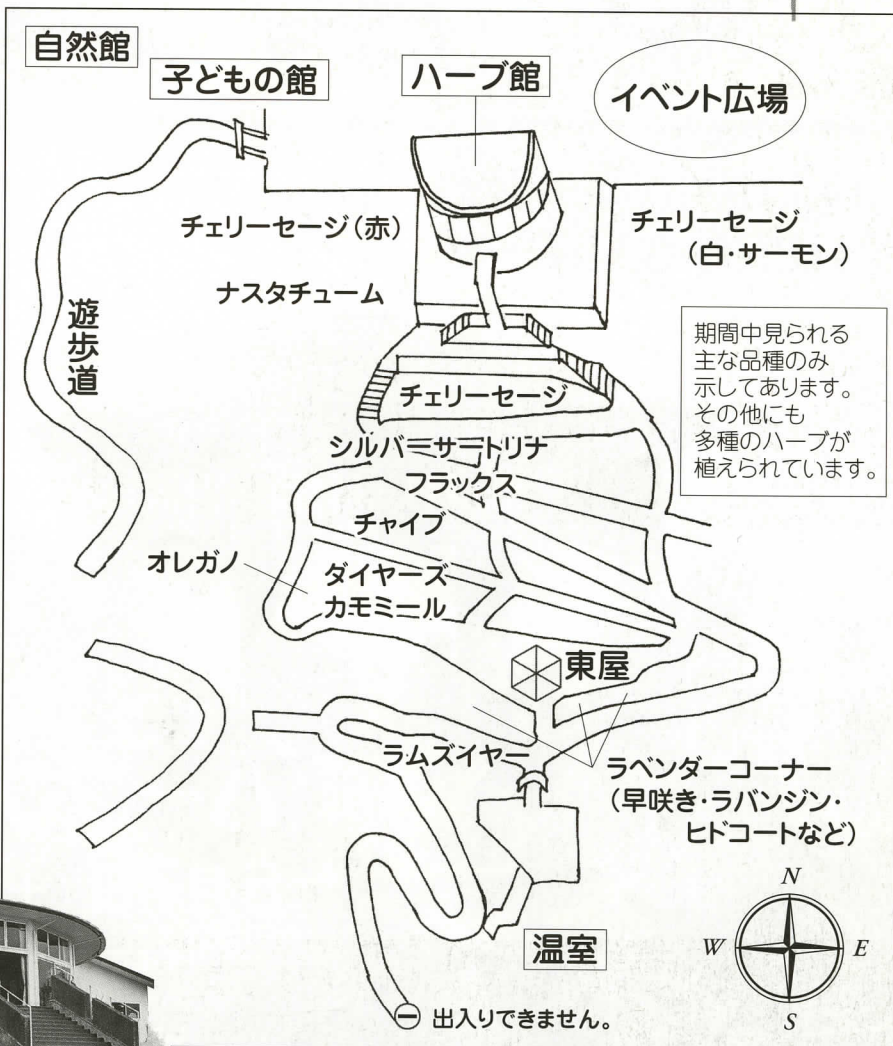 自然館
子どもの館
ハーブ館
イベント広場
チェリーセージ(赤)
チェリーセージ
(白・サーモン)
ナスタチューム
遊歩道
期間中見られる
主な品種のみ
示してあります。
その他にも
多種のハーブが
植えられています。
チェリーセージ
シルバーサートリナ
フラックス
チャイブ
オレガノ
ダイヤーズ
カモミール
東屋
ラムズイヤー
ラベンダーコーナー
(早咲き・ラバンジン・
ヒドコートなど)
N
W
E
S
温室
出入りできません。